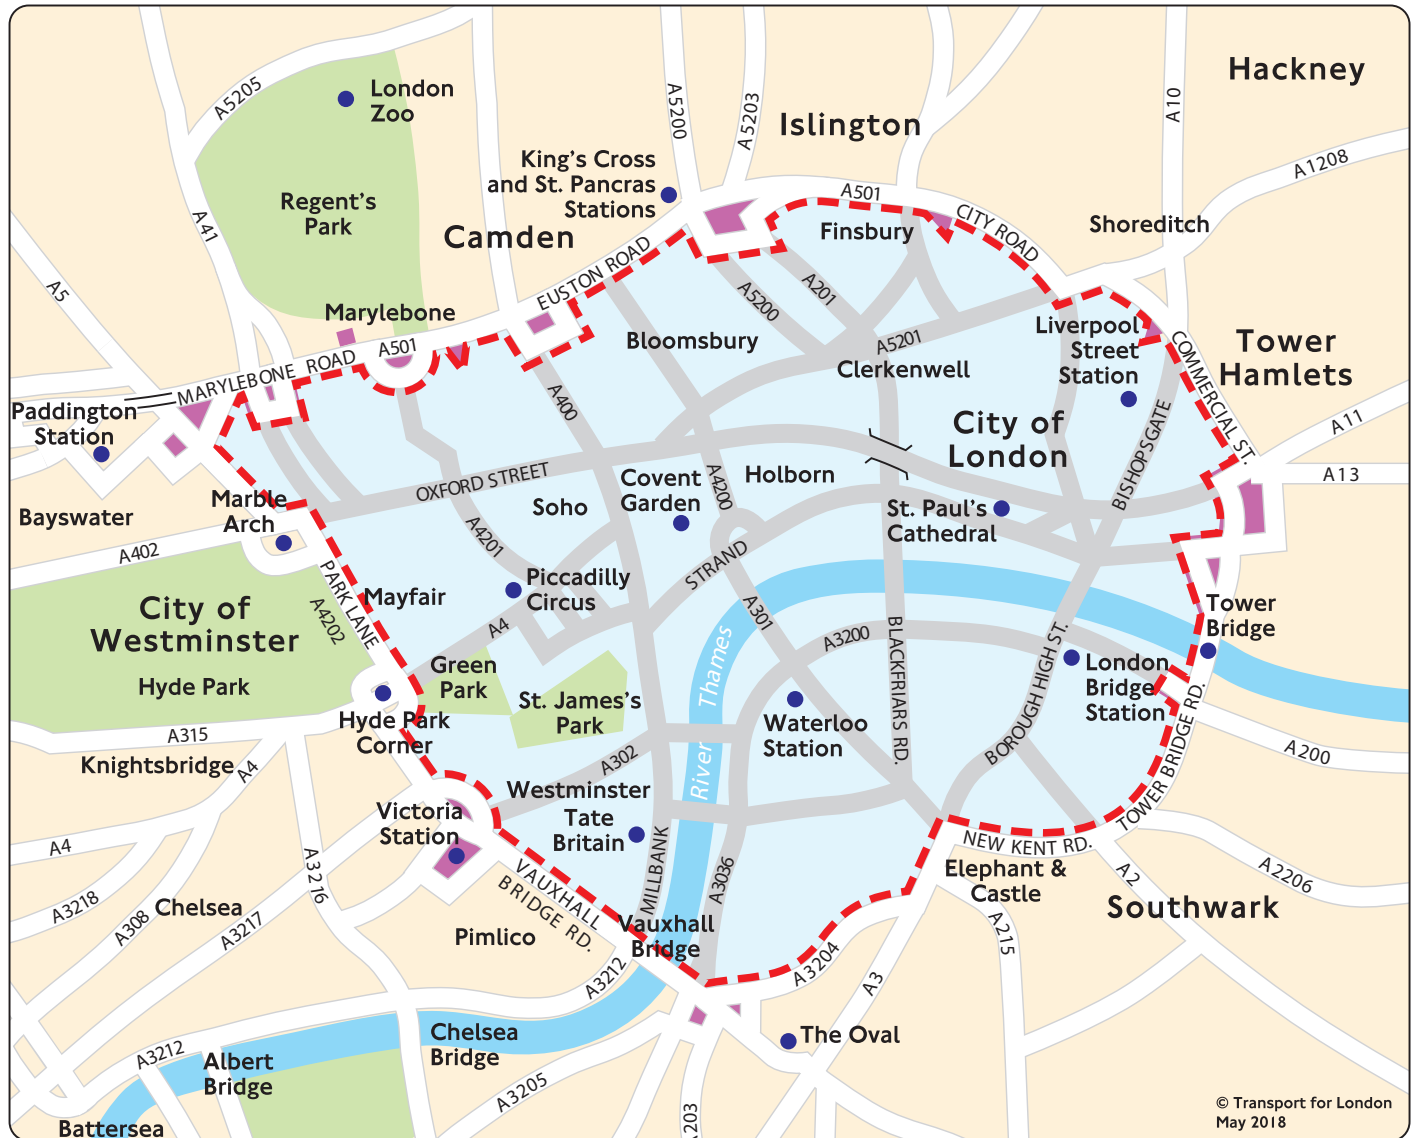 Hackney
A5205
London
Zoo
A5200
A5203
Islington
A10
A1208
King's Cross
and St. Pancras
Stations
A501
CITY ROAD
Shoreditch
Regent's
Park
A41
Camden
EUSTON ROAD
Finsbury
A5
Marylebone
A5200
A201
Liverpool
Street
Station
Tower
Hamlets
COMMERCIAL ST.
MARYLEBONE ROAD
A501
Bloomsbury
A5201
Clerkenwell
A400
Paddington
Station
City of
London
BISHOPSGATE
A11
A13
OXFORD STREET
Covent
Garden
A4200
Holborn
Marble
Arch
Soho
St. Paul's
Cathedral
Bayswater
A402
A4201
STRAND
PARK LANE
A4202
Mayfair
Piccadilly
Circus
City of
Westminster
A4
A301
A3200
BLACKFRIARS RD.
BOROUGH HIGH ST.
Tower
Bridge
Hyde Park
Green
Park
River Thames
London
Bridge
Station
St. James's
Park
Hyde Park
Corner
Waterloo
Station
TOWER BRIDGE RD.
A315
A200
Knightsbridge
A4
A302
Westminster
Tate
Britain
Victoria
Station
MILLBANK
A3036
NEW KENT RD.
A4
A3216
VAUXHALL
BRIDGE RD.
Elephant &
Castle
A2
A2206
A3218
A308
Chelsea
A3217
Southwark
Pimlico
Vauxhall
Bridge
A215
A3212
A3204
A3
Chelsea
Bridge
The Oval
A3212
Albert
Bridge
A3205
A203
Battersea
© Transport for London
May 2018